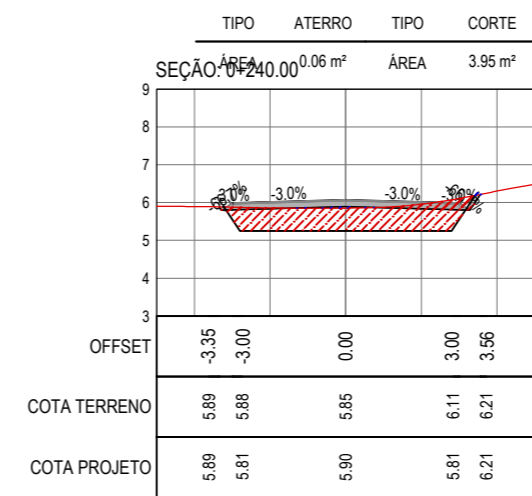 TIPO ATERRO TIPO CORTE
ÁREA 0.06 m² ÁREA 3.95 m²
SEÇÃO: 0+240.00
9
8
7
6
5
4
3
-3.0% -3.0% -3.0% -3.0%
OFFSET -3.35 -3.00 0.00 3.00 3.56
COTA TERRENO 5.89 5.88 5.85 6.11 6.21
COTA PROJETO 5.89 5.81 5.90 5.81 6.21